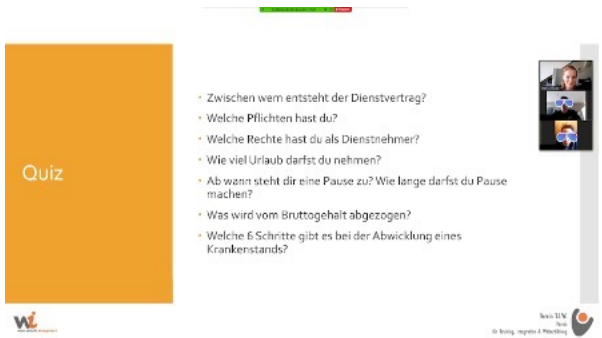 Quiz
Zwischen wem entsteht der Dienstvertrag?
Welche Pflichten hast du?
Welche Rechte hast du als Dienstnehmer?
Wie viel Urlaub darfst du nehmen?
Ab wann steht dir eine Pause zu? Wie lange darfst du Pause
machen?
Was wird vom Bruttogehalt abgezogen?
Welche 6 Schritte gibt es bei der Abwicklung eines
Krankenstands?
wi